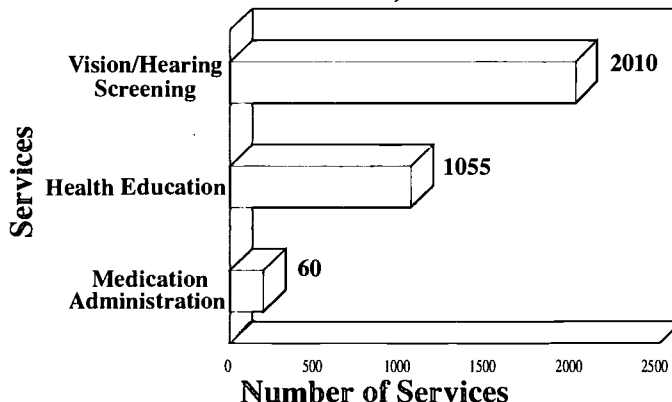 Vision/Hearing
Screening
2010
Health Education
1055
Medication
Administration
60
Services
0 500 1000 1500 2000 2500
Number of Services